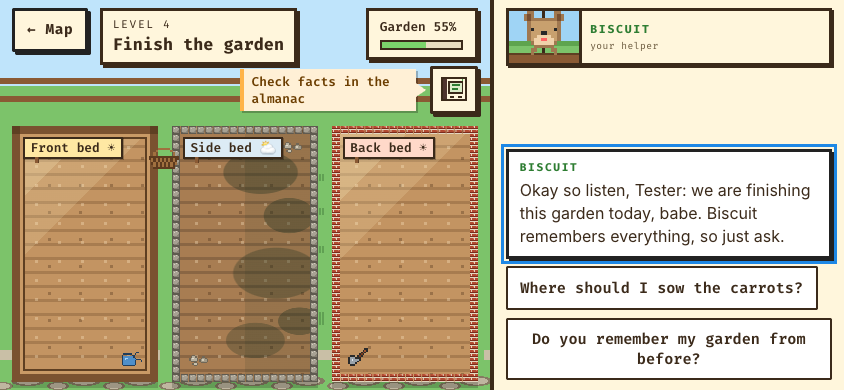 ← Map
LEVEL 4
Finish the garden
Garden 55%
Check facts in the
almanac
Front bed ☀
Side bed ⛅
Back bed ☀
BISCUIT
your helper
BISCUIT
Okay so listen, Tester: we are finishing
this garden today, babe. Biscuit
remembers everything, so just ask.
Where should I sow the carrots?
Do you remember my garden from
before?